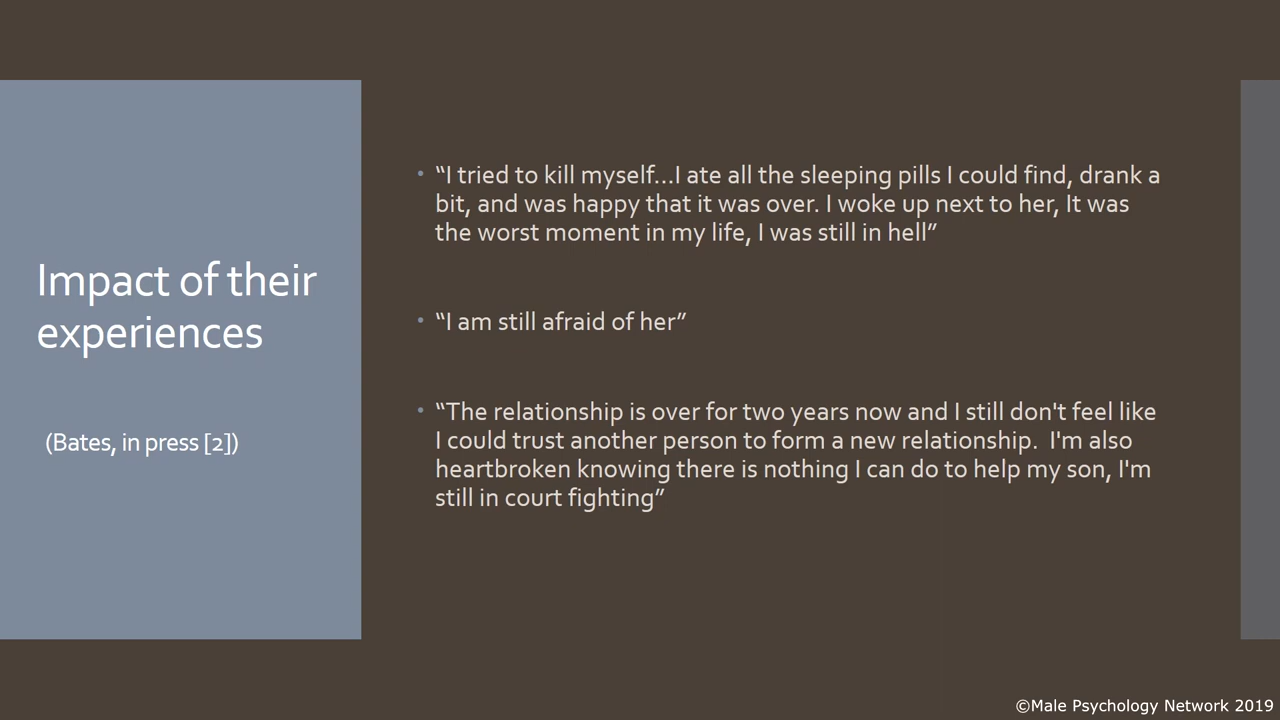 Impact of their
experiences
(Bates, in press [2])
• “I tried to kill myself...I ate all the sleeping pills I could find, drank a
bit, and was happy that it was over. I woke up next to her, It was
the worst moment in my life, I was still in hell”
• “I am still afraid of her”
• “The relationship is over for two years now and I still don't feel like
I could trust another person to form a new relationship.  I'm also
heartbroken knowing there is nothing I can do to help my son, I'm
still in court fighting”
©Male Psychology Network 2019